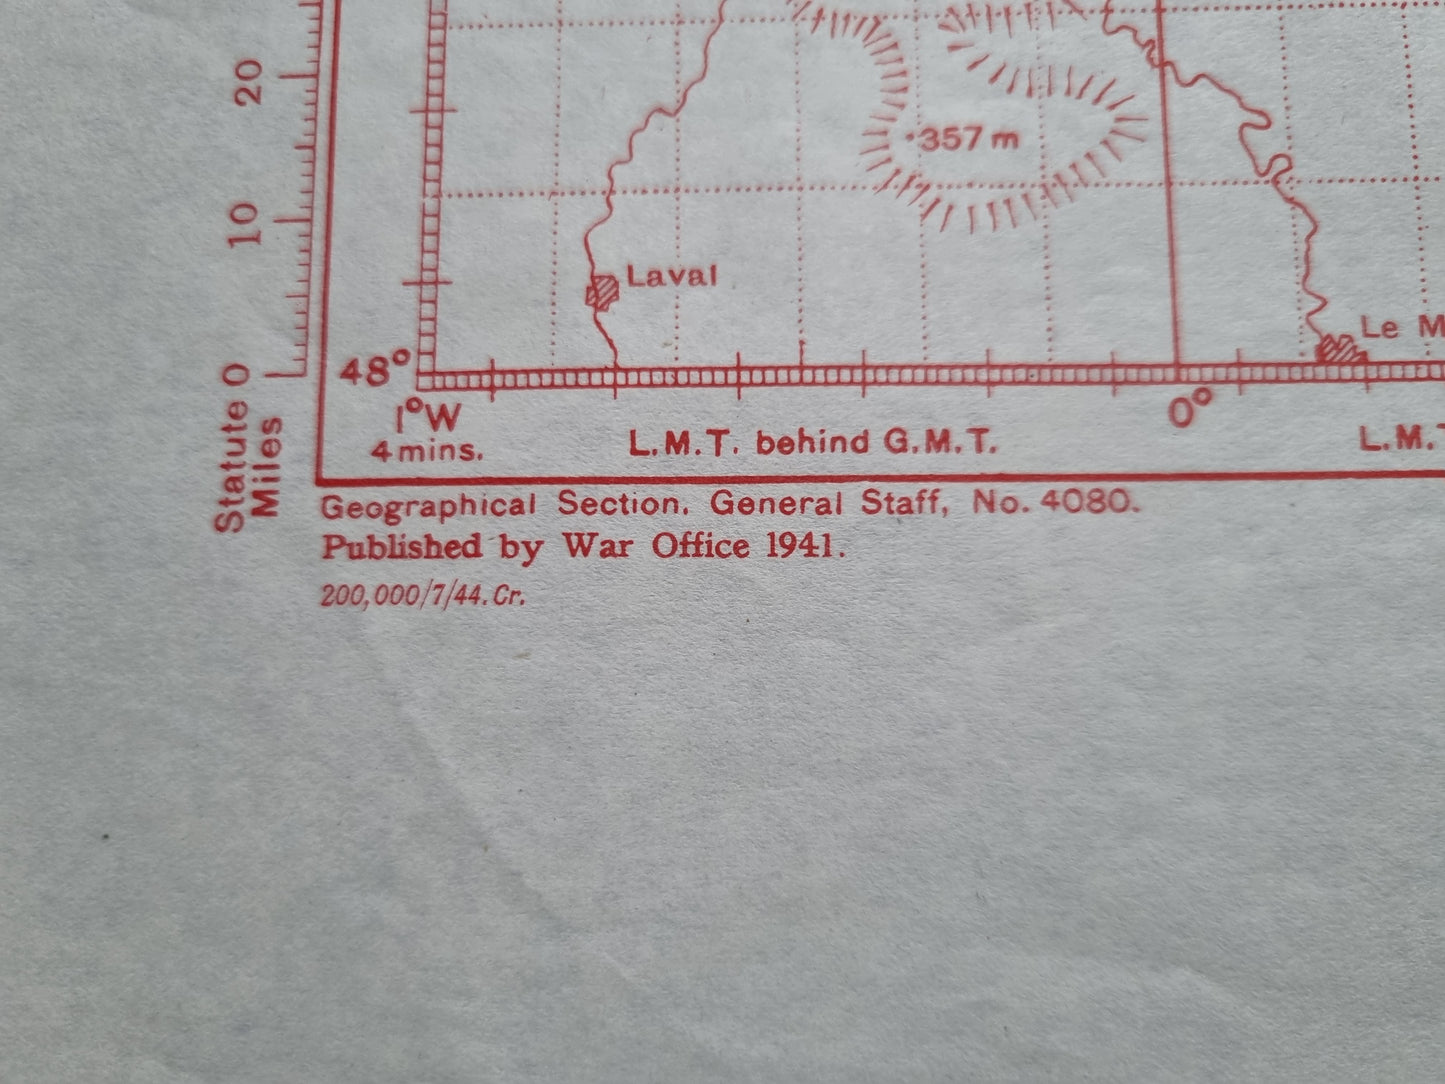 20
357 m
10
Laval
Le M
48°
0
Statute Miles
1°W
4 mins.
0°
L.M.T. behind G.M.T.
L.M.T
Geographical Section, General Staff, No. 4080.
Published by War Office 1941.
200,000/7/44. Cr.